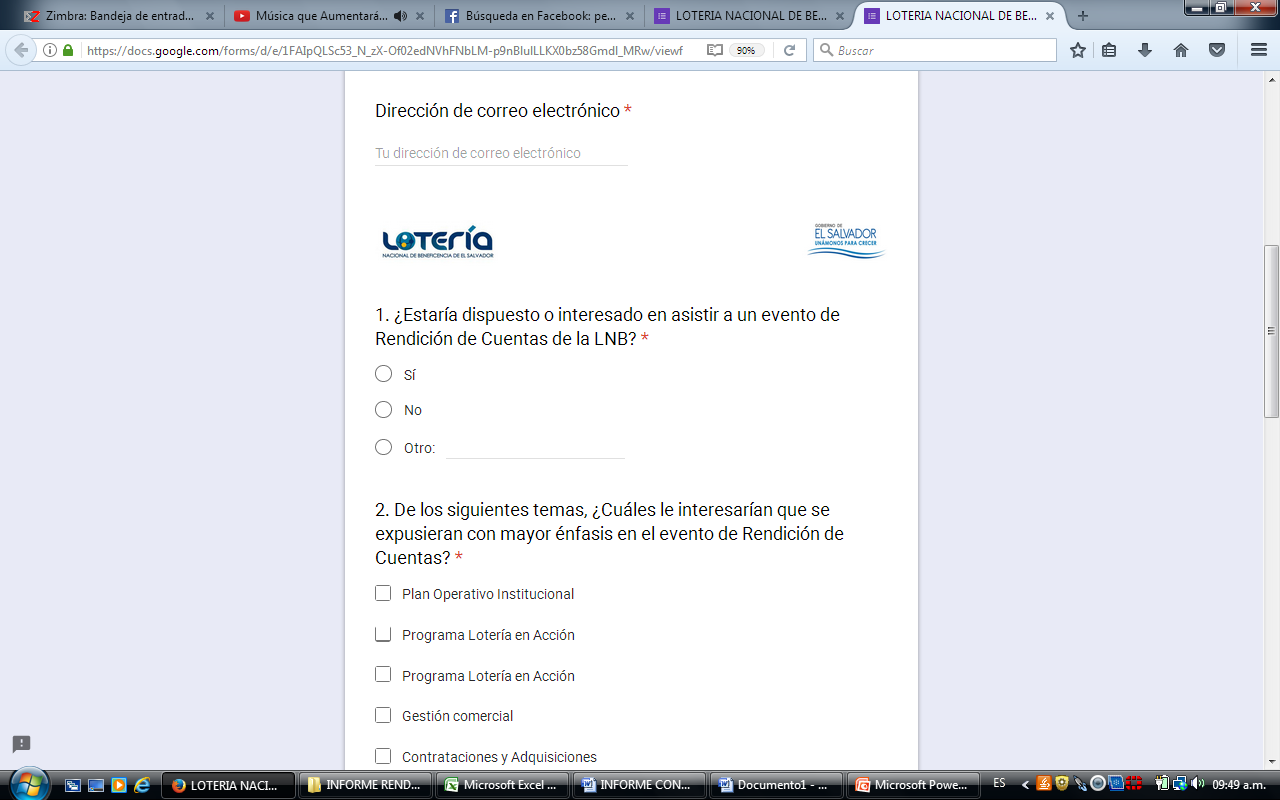 Zimbra: Bandeja de entrad...
Música que Aumentará...
Búsqueda en Facebook: pe...
LOTERIA NACIONAL DE BE...
LOTERIA NACIONAL DE BE...
https://docs.google.com/forms/d/e/1FAIpQLSc53_N_zX-Of02edNVhFNbLM-p9nBIulLLKX0bz58GmdI_MRw/viewf
90%
Buscar
Dirección de correo electrónico *
Tu dirección de correo electrónico
LOTERÍA
NACIONAL DE BENEFICENCIA DE EL SALVADOR
GOBIERNO DE
EL SALVADOR
UNÁMONOS PARA CRECER
1. ¿Estaría dispuesto o interesado en asistir a un evento de
Rendición de Cuentas de la LNB? *
Sí
No
Otro:
2. De los siguientes temas, ¿Cuáles le interesarían que se
expusieran con mayor énfasis en el evento de Rendición de
Cuentas? *
Plan Operativo Institucional
Programa Lotería en Acción
Programa Lotería en Acción
Gestión comercial
Contrataciones y Adquisiciones
LOTERIA NACI...
INFORME REND...
Microsoft Excel ...
INFORME CON...
Documento1 - ...
Microsoft Powe...
ES
09:49 a.m.